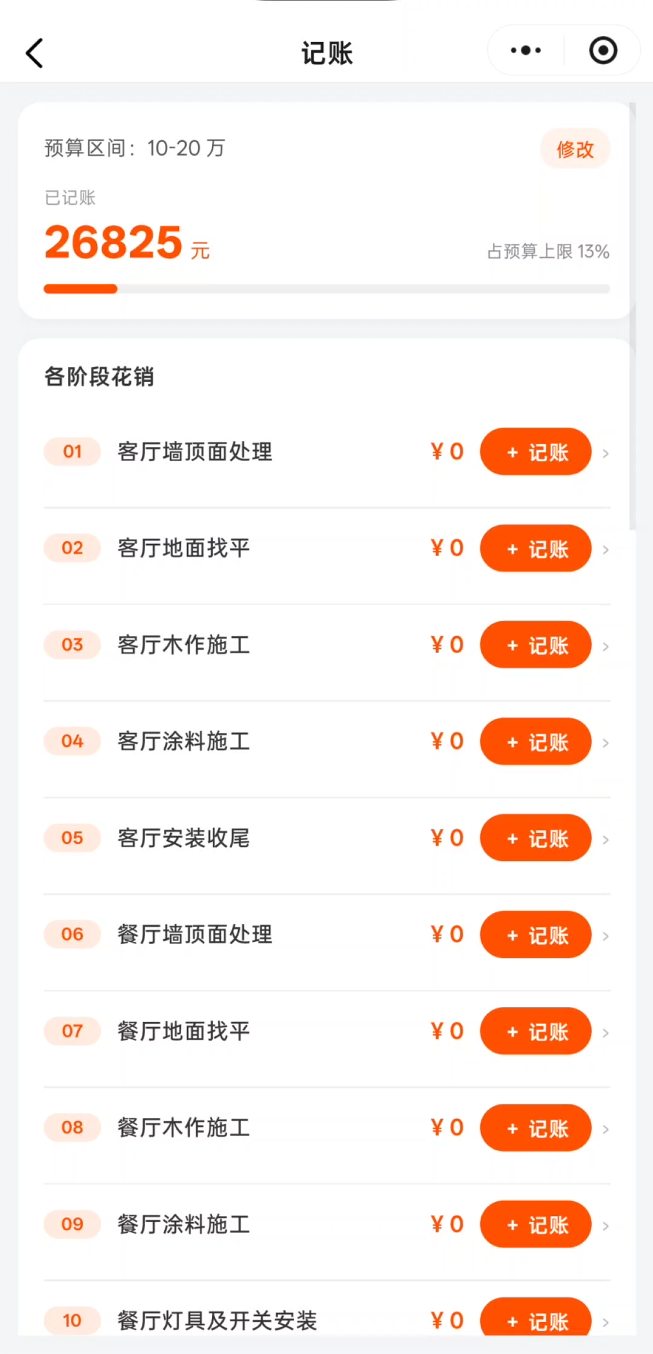 记账
预算区间：10-20 万
修改
已记账
26825 元
占预算上限 13%
各阶段花销
01 客厅墙顶面处理 ¥ 0 + 记账 >
02 客厅地面找平 ¥ 0 + 记账 >
03 客厅木作施工 ¥ 0 + 记账 >
04 客厅涂料施工 ¥ 0 + 记账 >
05 客厅安装收尾 ¥ 0 + 记账 >
06 餐厅墙顶面处理 ¥ 0 + 记账 >
07 餐厅地面找平 ¥ 0 + 记账 >
08 餐厅木作施工 ¥ 0 + 记账 >
09 餐厅涂料施工 ¥ 0 + 记账 >
10 餐厅灯具及开关安装 ¥ 0 + 记账 >